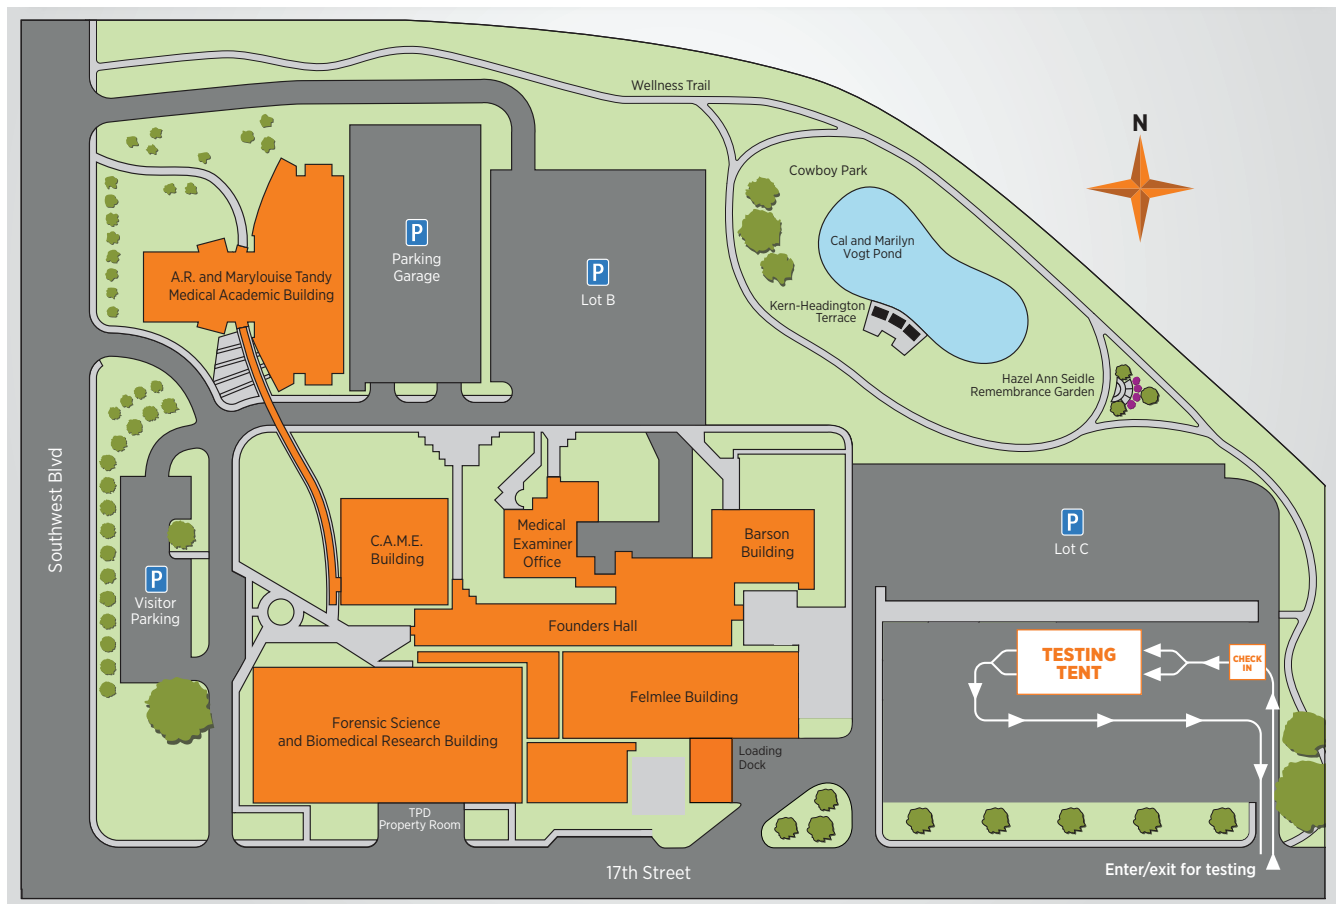 Wellness Trail
N
Cowboy Park
P
Parking
Garage
P
Lot B
Cal and Marilyn
Vogt Pond
A.R. and Marylouise Tandy
Medical Academic Building
Kern-Headington
Terrace
Hazel Ann Seidle
Remembrance Garden
Southwest Blvd
P
Lot C
Medical
Examiner
Office
Barson
Building
C.A.M.E.
Building
P
Visitor
Parking
Founders Hall
TESTING
TENT
CHECK
IN
Felmlee Building
Forensic Science
and Biomedical Research Building
Loading
Dock
TPD
Property Room
17th Street
Enter/exit for testing